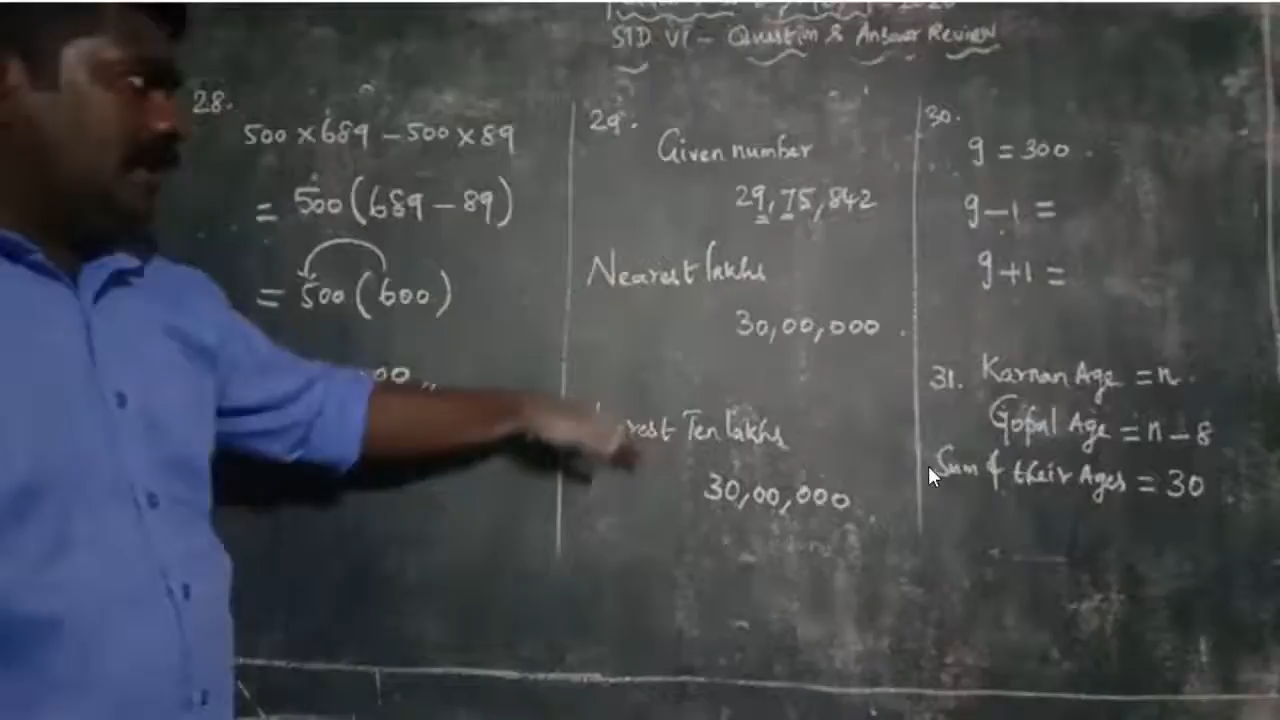 STD VI - Question & Answer Review
28.
500 × 689 - 500 × 89
= 500 (689 - 89)
= 500 (600)
00 ,,
29.
Given number
29,75,842
Nearest lakhs
30,00,000 .
rest Ten lakhs
30,00,000 .
30.
g = 300 .
g - 1 =
g + 1 =
31. Karnan Age = n .
Gopal Age = n - 8
Sum of their Ages = 30